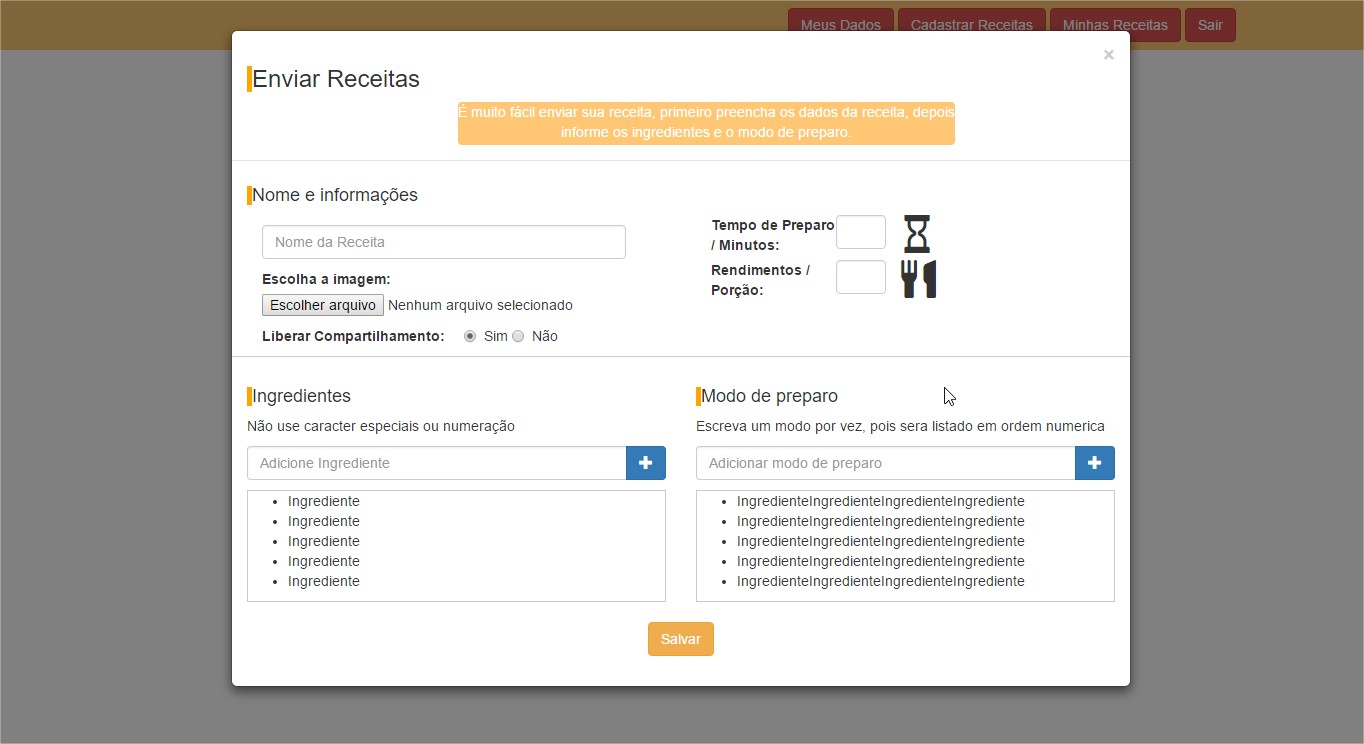 Meus Dados Cadastrar Receitas Minhas Receitas Sair
×
Enviar Receitas
É muito fácil enviar sua receita, primeiro preencha os dados da receita, depois
informe os ingredientes e o modo de preparo.
Nome e informações
Nome da Receita
Escolha a imagem:
Escolher arquivo Nenhum arquivo selecionado
Liberar Compartilhamento: Sim Não
Tempo de Preparo
/ Minutos:
Rendimentos /
Porção:
Ingredientes
Não use caracter especiais ou numeração
Adicione Ingrediente
Ingrediente
Ingrediente
Ingrediente
Ingrediente
Ingrediente
Modo de preparo
Escreva um modo por vez, pois sera listado em ordem numerica
Adicionar modo de preparo
IngredienteIngredienteIngredienteIngrediente
IngredienteIngredienteIngredienteIngrediente
IngredienteIngredienteIngredienteIngrediente
IngredienteIngredienteIngredienteIngrediente
IngredienteIngredienteIngredienteIngrediente
Salvar